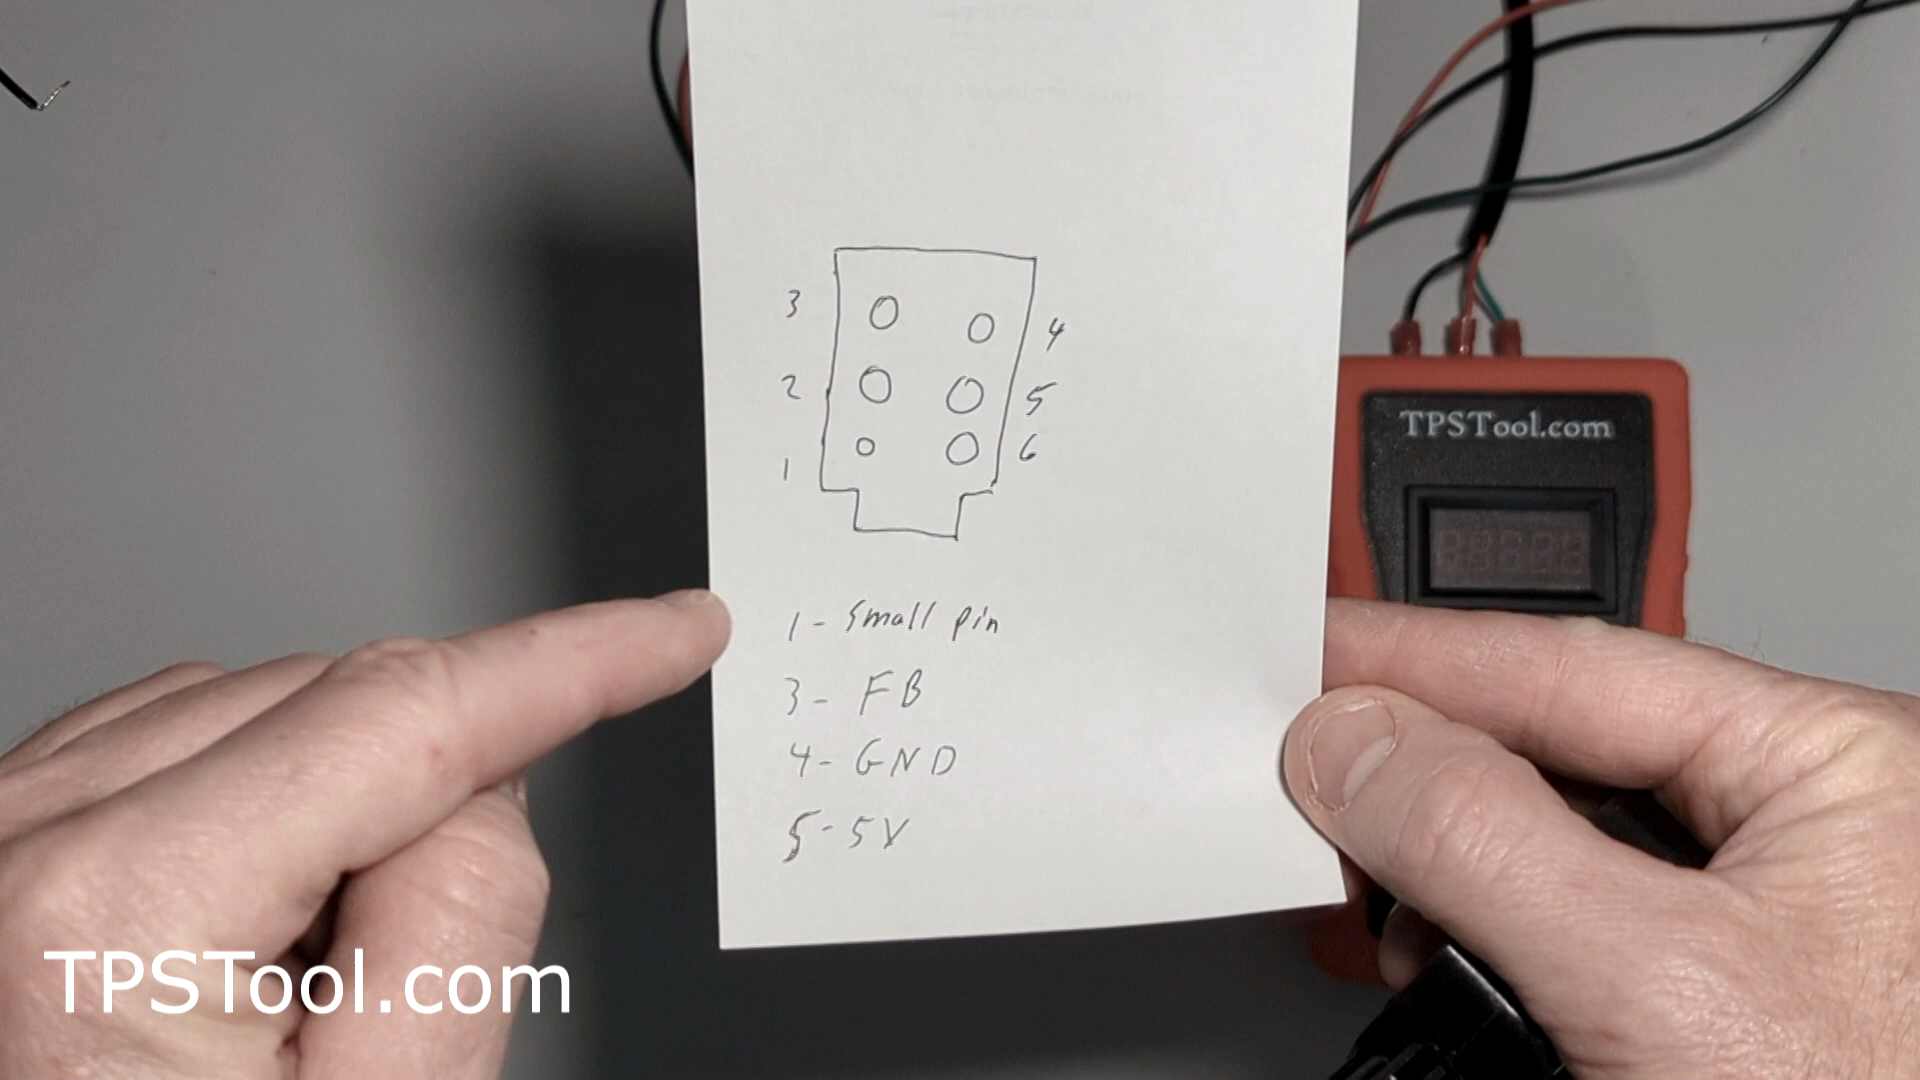 3
4
2
5
1
6
1 - Small pin
3 - FB
4 - GND
5 - 5V
TPSTool.com
TPSTool.com